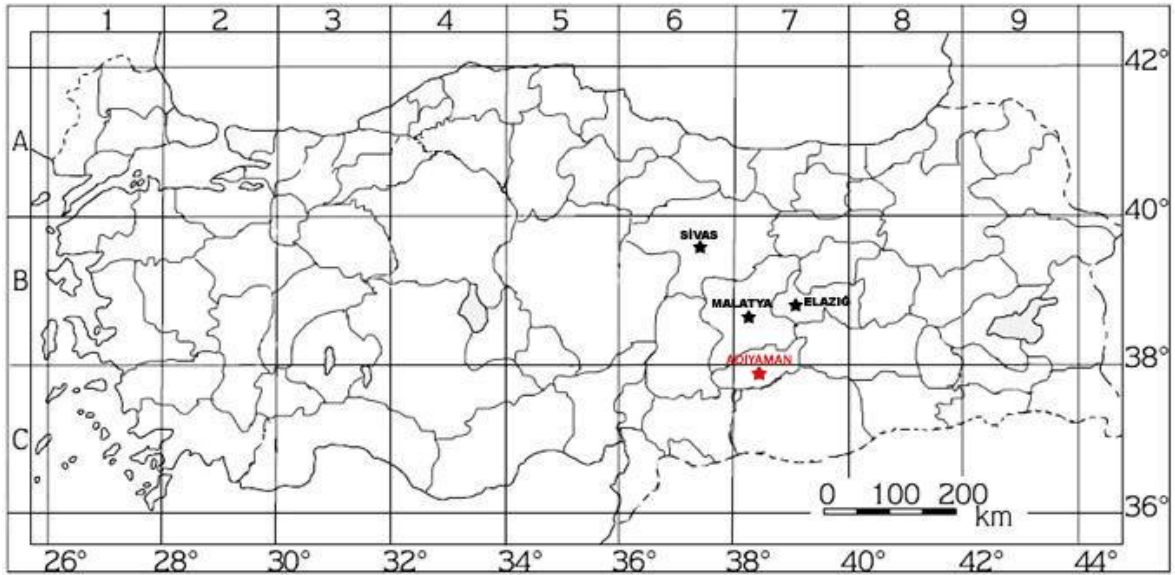 1 2 3 4 5 6 7 8 9
42°
A
40°
SİVAS
B
MALATYA ELAZIĞ
ADIYAMAN
38°
C
0 100 200
km
36°
26° 28° 30° 32° 34° 36° 38° 40° 42° 44°